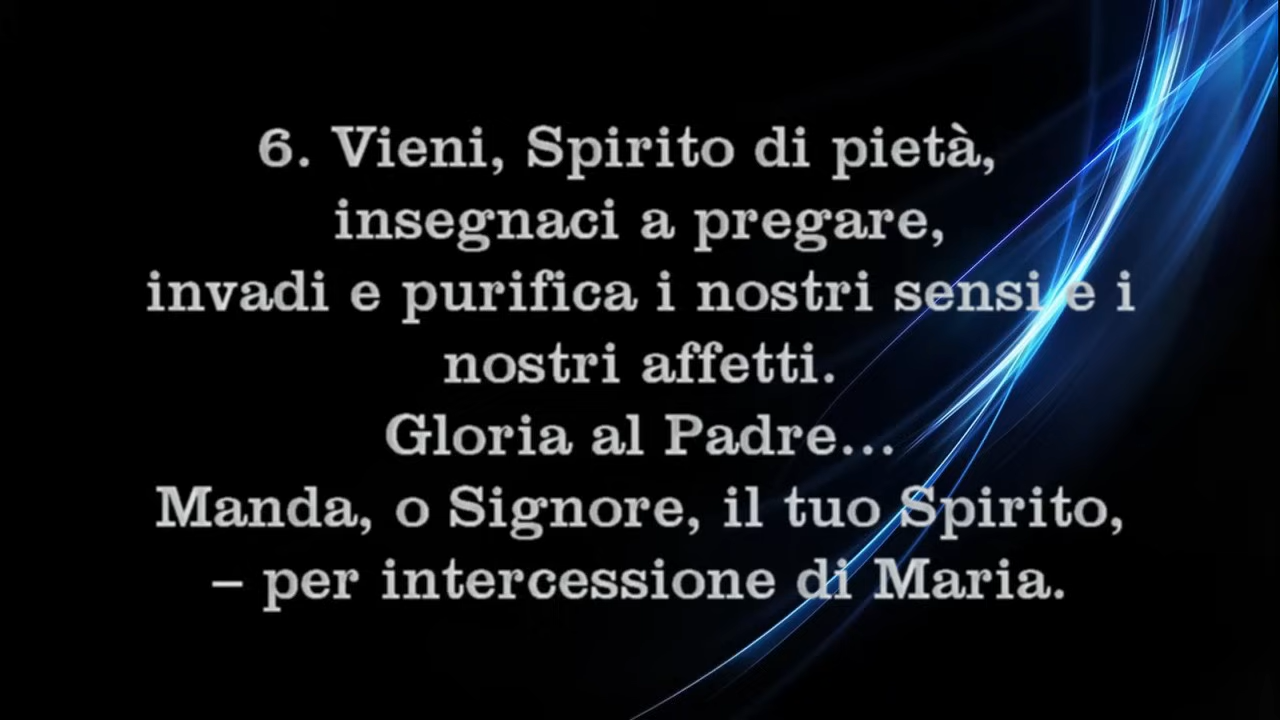 6. Vieni, Spirito di pietà,
insegnaci a pregare,
invadi e purifica i nostri sensi e i
nostri affetti.
Gloria al Padre...
Manda, o Signore, il tuo Spirito,
– per intercessione di Maria.